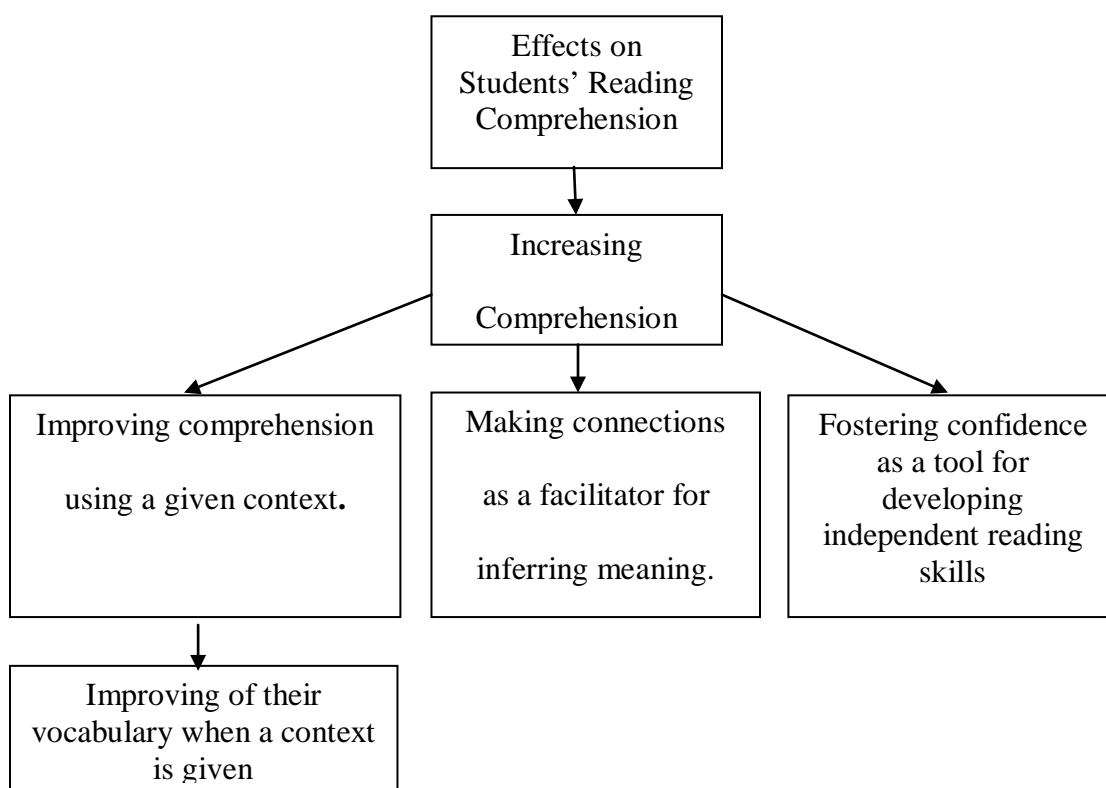 Effects on
Students’ Reading
Comprehension
Increasing
Comprehension
Improving comprehension
using a given context.
Making connections
as a facilitator for
inferring meaning.
Fostering confidence
as a tool for
developing
independent reading
skills
Improving of their
vocabulary when a context
is given